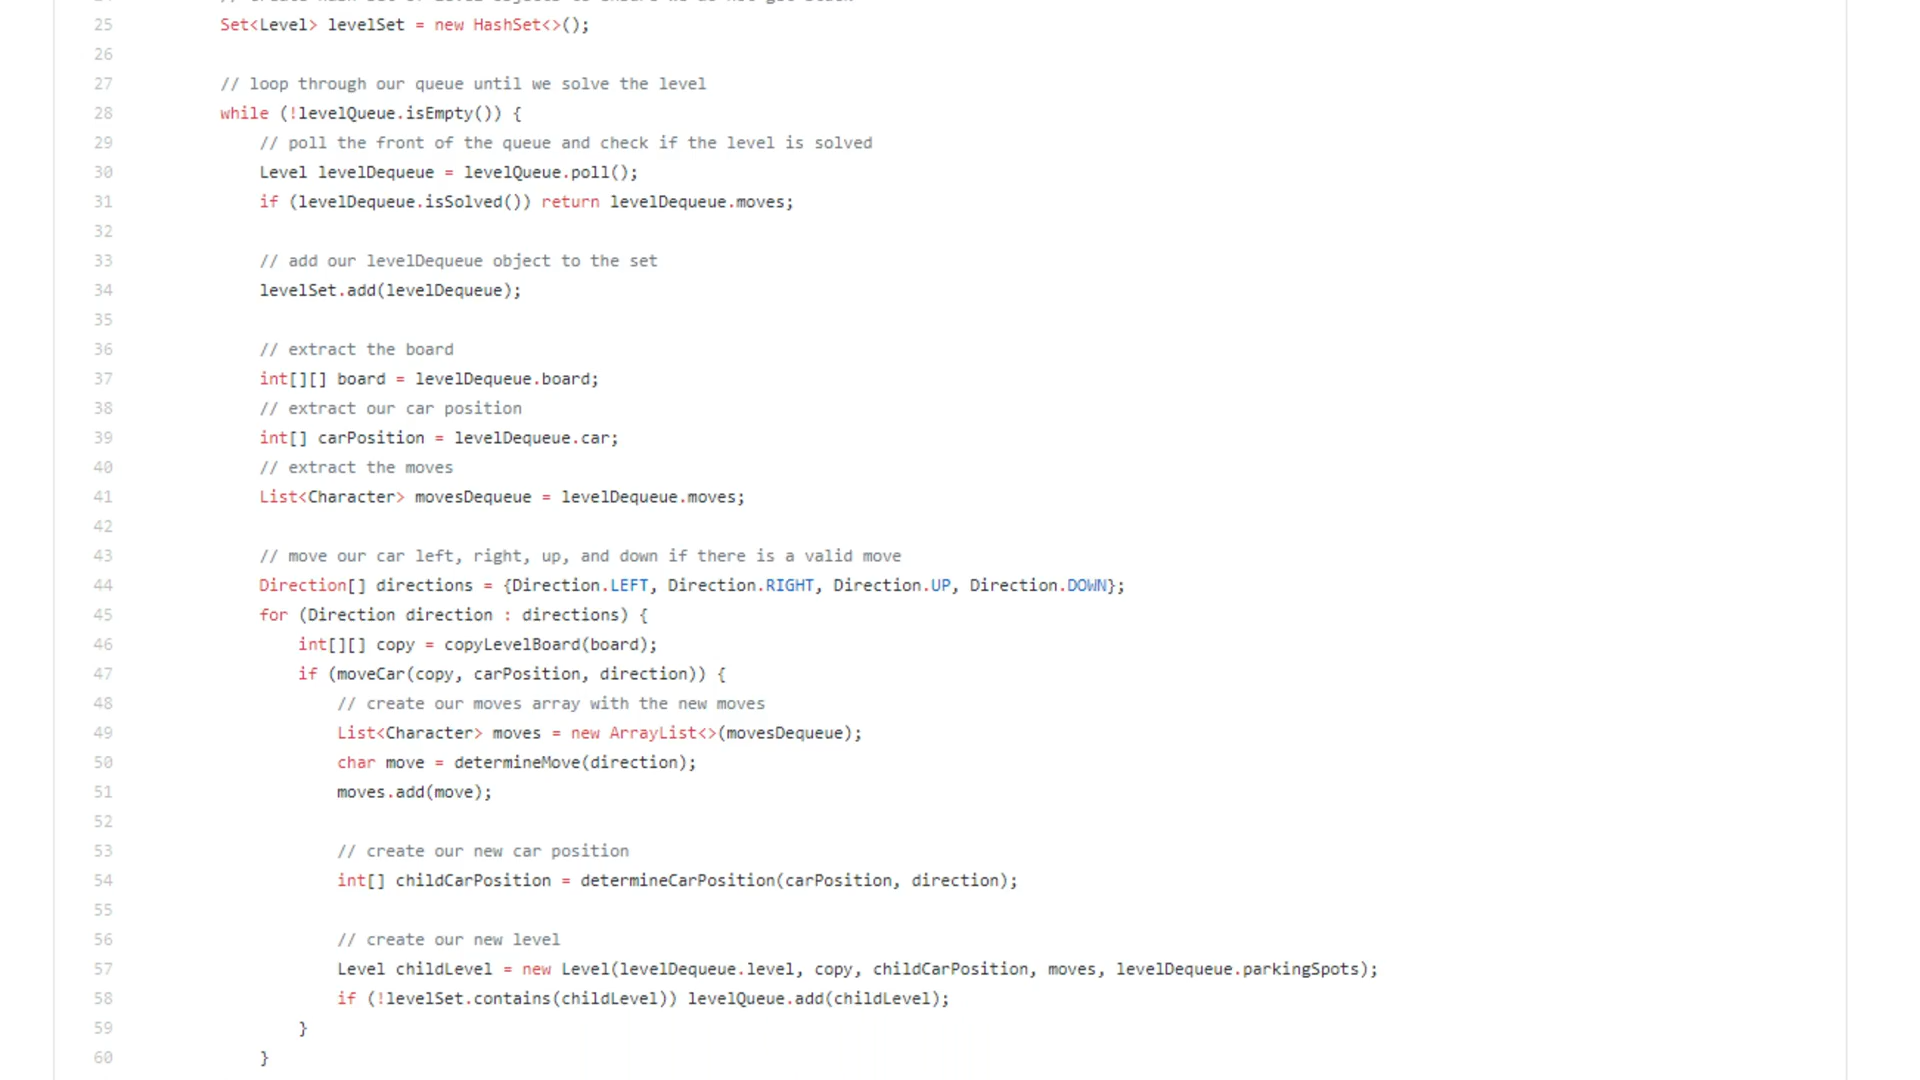 25 Set<Level> levelSet = new HashSet<>();
26
27 // loop through our queue until we solve the level
28 while (!levelQueue.isEmpty()) {
29 // poll the front of the queue and check if the level is solved
30 Level levelDequeue = levelQueue.poll();
31 if (levelDequeue.isSolved()) return levelDequeue.moves;
32
33 // add our levelDequeue object to the set
34 levelSet.add(levelDequeue);
35
36 // extract the board
37 int[][] board = levelDequeue.board;
38 // extract our car position
39 int[] carPosition = levelDequeue.car;
40 // extract the moves
41 List<Character> movesDequeue = levelDequeue.moves;
42
43 // move our car left, right, up, and down if there is a valid move
44 Direction[] directions = {Direction.LEFT, Direction.RIGHT, Direction.UP, Direction.DOWN};
45 for (Direction direction : directions) {
46 int[][] copy = copyLevelBoard(board);
47 if (moveCar(copy, carPosition, direction)) {
48 // create our moves array with the new moves
49 List<Character> moves = new ArrayList<>(movesDequeue);
50 char move = determineMove(direction);
51 moves.add(move);
52
53 // create our new car position
54 int[] childCarPosition = determineCarPosition(carPosition, direction);
55
56 // create our new level
57 Level childLevel = new Level(levelDequeue.level, copy, childCarPosition, moves, levelDequeue.parkingSpots);
58 if (!levelSet.contains(childLevel)) levelQueue.add(childLevel);
59 }
60 }